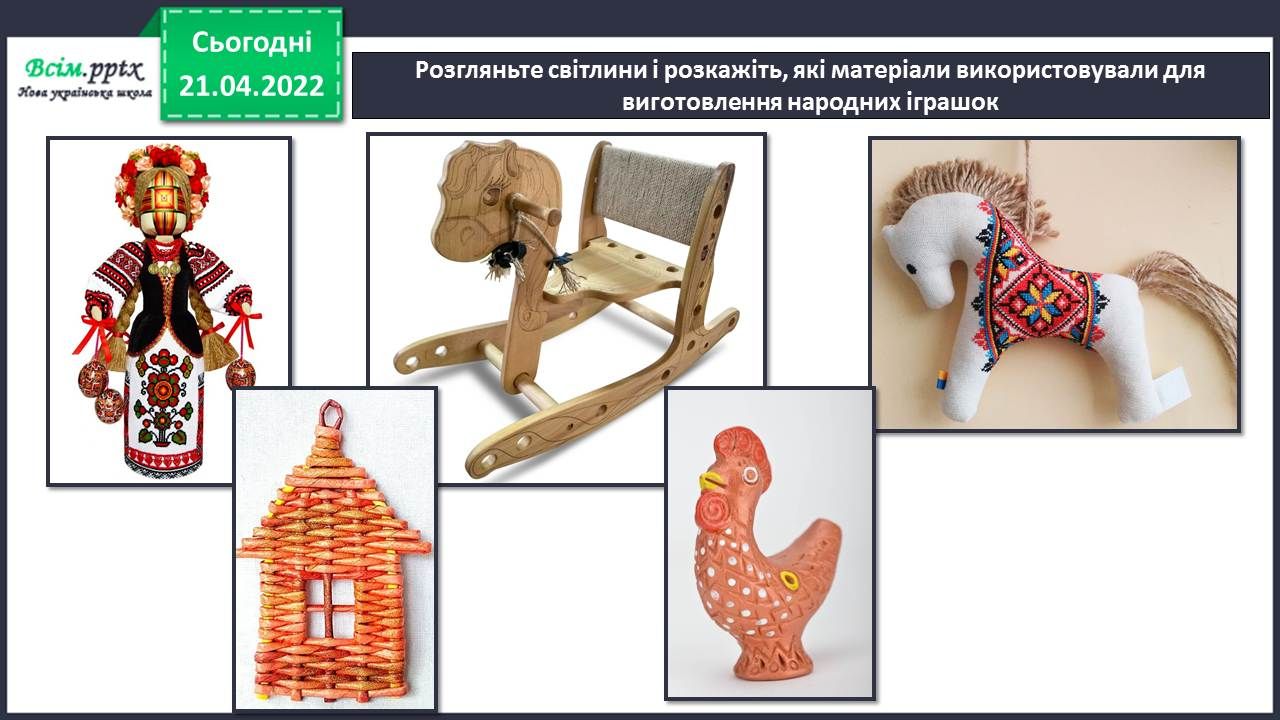 Всім.pptx
Нова українська школа
Сьогодні
21.04.2022
Розгляньте світлини і розкажіть, які матеріали використовували для
виготовлення народних іграшок